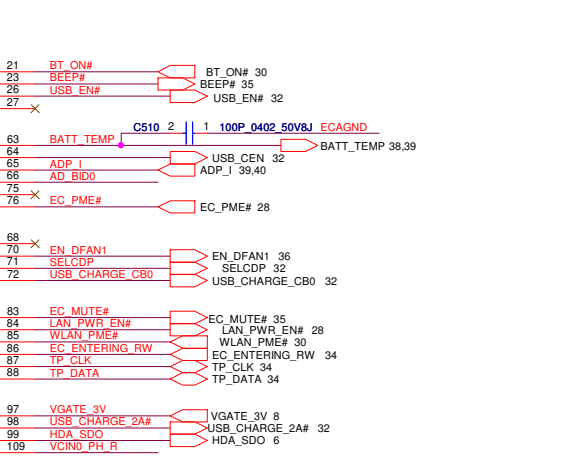 21 BT_ON# BT_ON# 30
23 BEEP# BEEP# 35
26 USB_EN# USB_EN# 32
27
C510 2 1 100P_0402_50V8J ECAGND
63 BATT_TEMP BATT_TEMP 38,39
64 USB_CEN 32
65 ADP_I ADP_I 39,40
66 AD_BID0
75
76 EC_PME# EC_PME# 28
68
70 EN_DFAN1 EN_DFAN1 36
71 SELCDP SELCDP 32
72 USB_CHARGE_CB0 USB_CHARGE_CB0 32
83 EC_MUTE# EC_MUTE# 35
84 LAN_PWR_EN# LAN_PWR_EN# 28
85 WLAN_PME# WLAN_PME# 30
86 EC_ENTERING_RW EC_ENTERING_RW 34
87 TP_CLK TP_CLK 34
88 TP_DATA TP_DATA 34
97 VGATE_3V VGATE_3V 8
98 USB_CHARGE_2A# USB_CHARGE_2A# 32
99 HDA_SDO HDA_SDO 6
109 VCIN0_PH_R